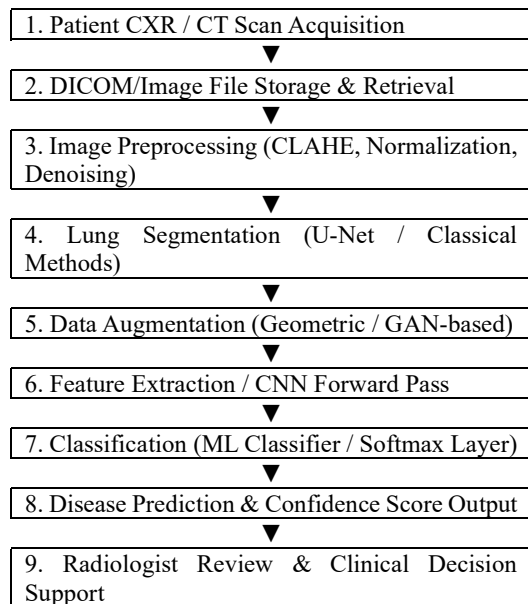 1. Patient CXR / CT Scan Acquisition
▼
2. DICOM/Image File Storage & Retrieval
▼
3. Image Preprocessing (CLAHE, Normalization,
Denoising)
▼
4. Lung Segmentation (U-Net / Classical
Methods)
▼
5. Data Augmentation (Geometric / GAN-based)
▼
6. Feature Extraction / CNN Forward Pass
▼
7. Classification (ML Classifier / Softmax Layer)
▼
8. Disease Prediction & Confidence Score Output
▼
9. Radiologist Review & Clinical Decision
Support